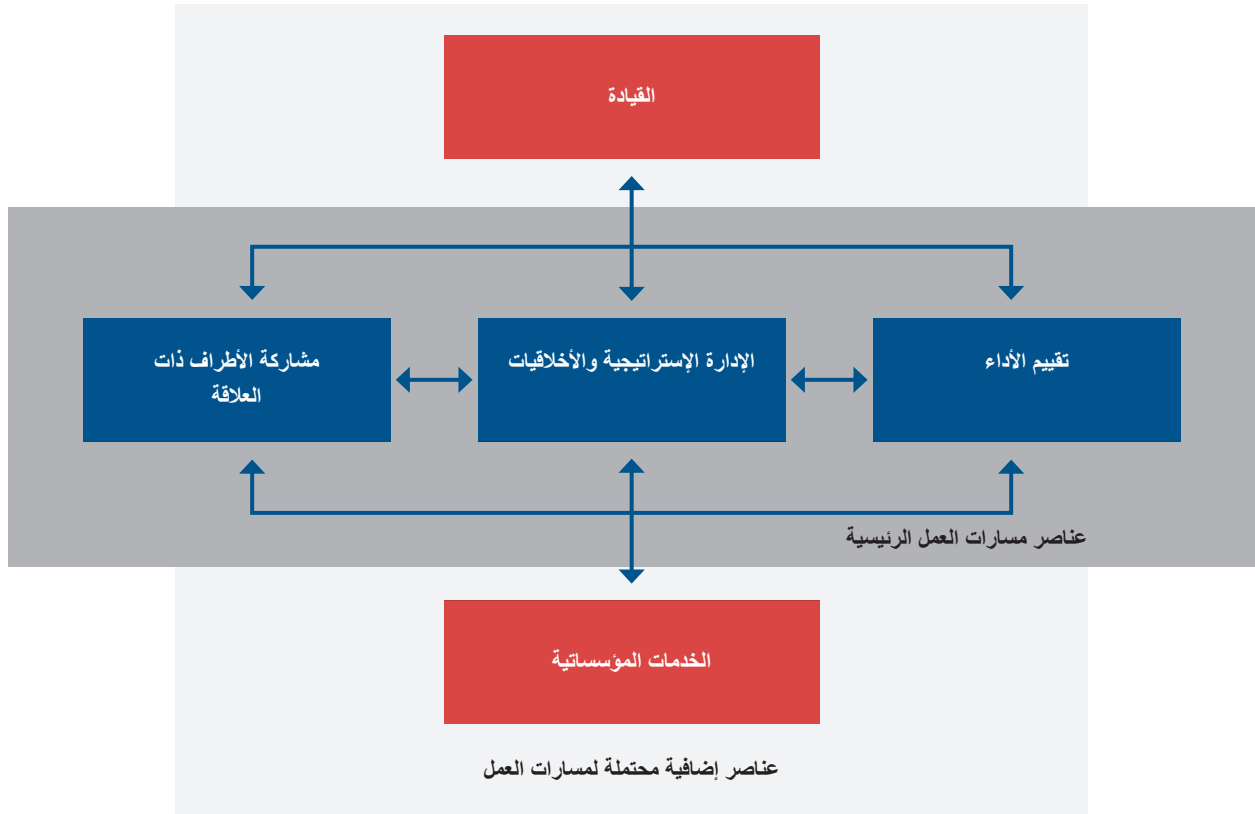 القيادة
تقييم الأداء
الإدارة الإستراتيجية والأخلاقيات
مشاركة الأطراف ذات
العلاقة
عناصر مسارات العمل الرئيسية
الخدمات المؤسساتية
عناصر إضافية محتملة لمسارات العمل